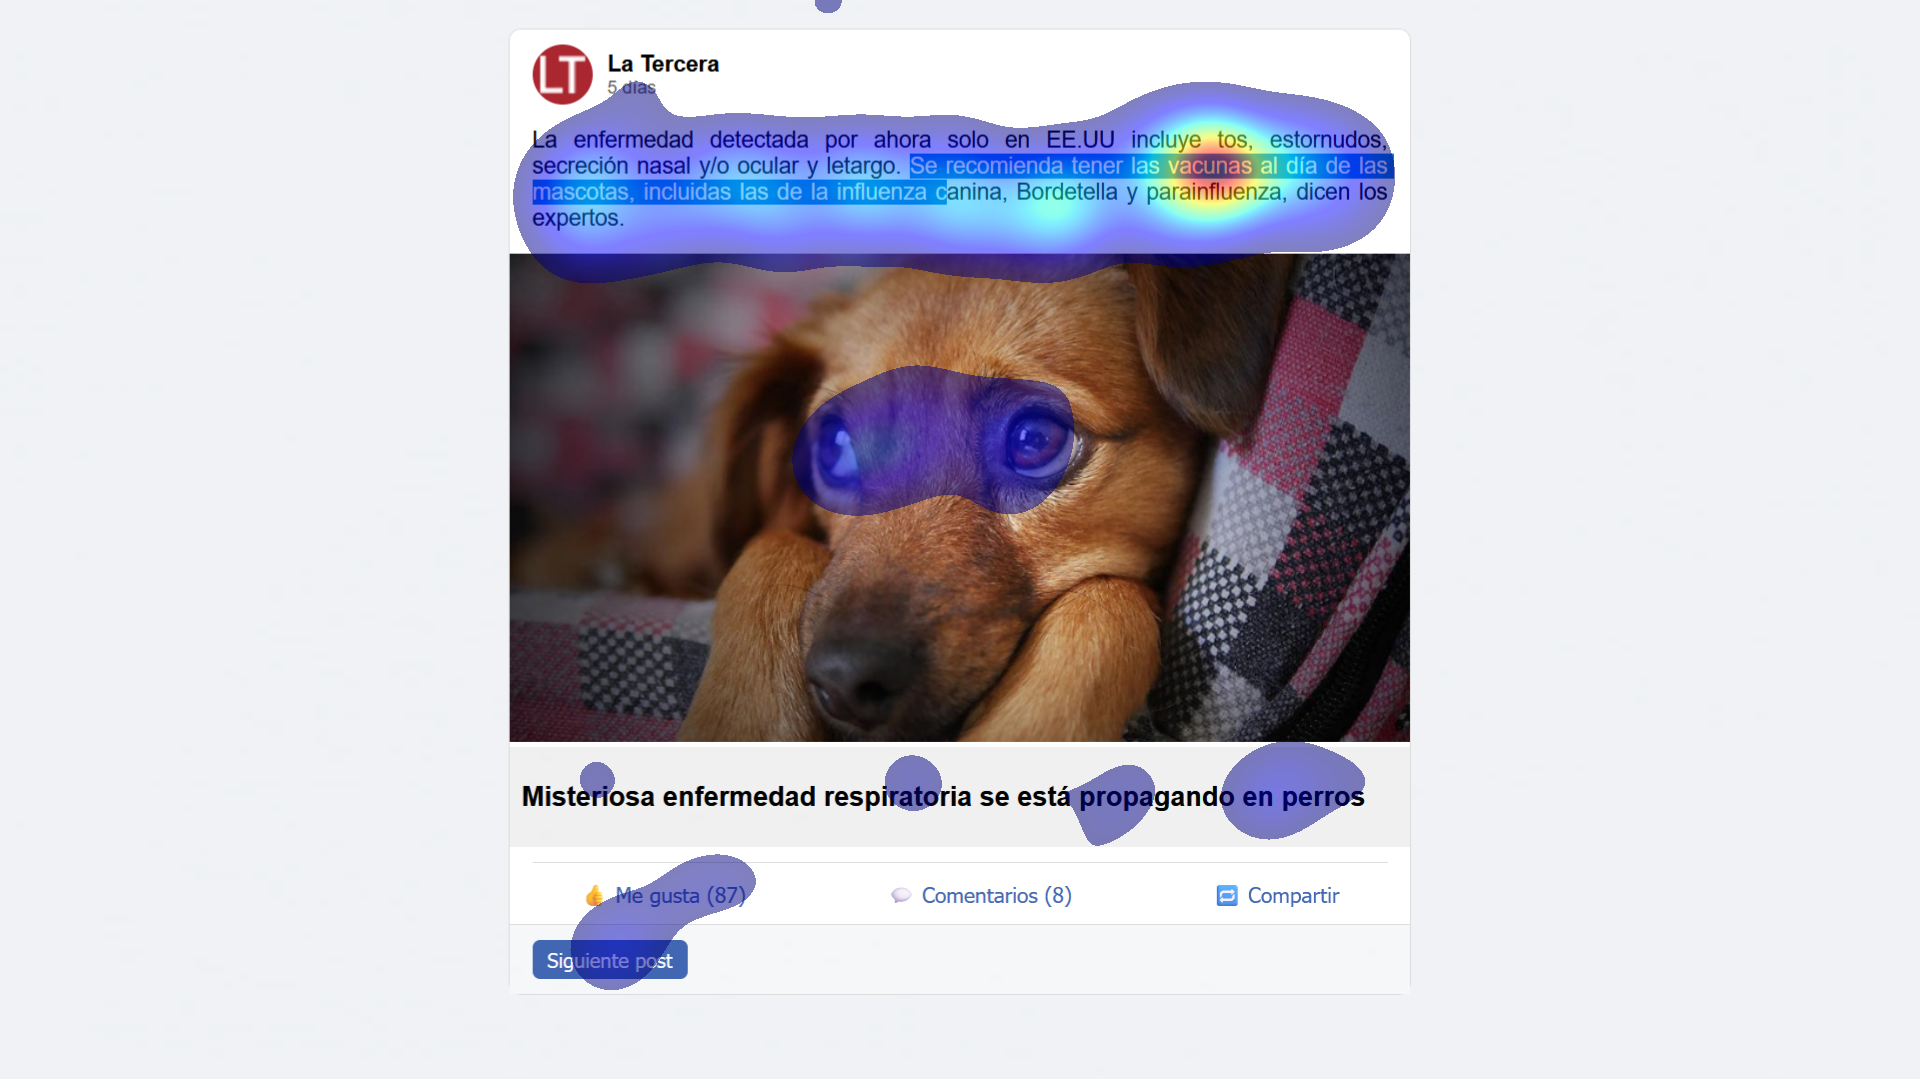 LT
La Tercera
5 días
La enfermedad detectada por ahora solo en EE.UU incluye tos, estornudos,
secreción nasal y/o ocular y letargo. Se recomienda tener las vacunas al día de las
mascotas, incluidas las de la influenza canina, Bordetella y parainfluenza, dicen los
expertos.
Misteriosa enfermedad respiratoria se está propagando en perros
Me gusta (87)
Comentarios (8)
Compartir
Siguiente post